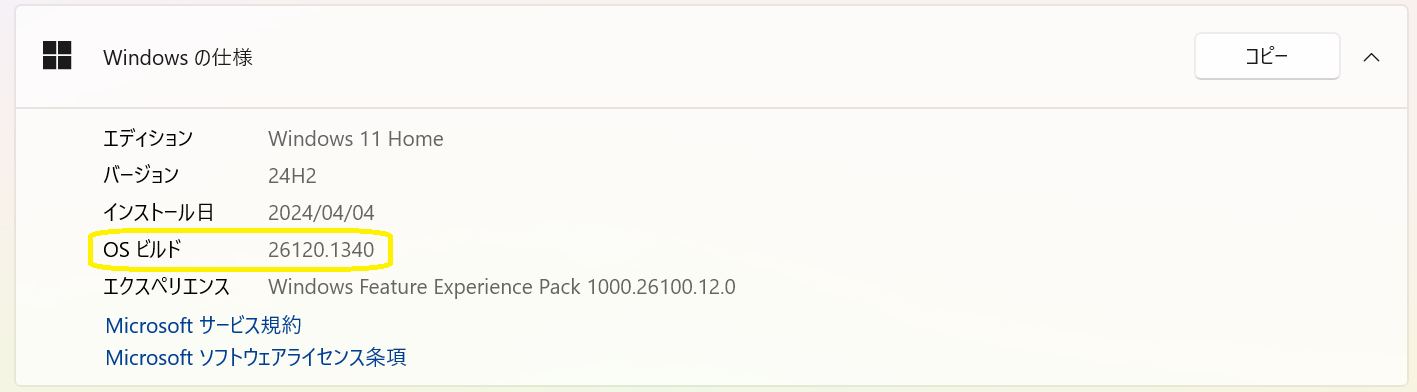 Windows の仕様
コピー
エディション Windows 11 Home
バージョン 24H2
インストール日 2024/04/04
OS ビルド 26120.1340
エクスペリエンス Windows Feature Experience Pack 1000.26100.12.0
Microsoft サービス規約
Microsoft ソフトウェアライセンス条項